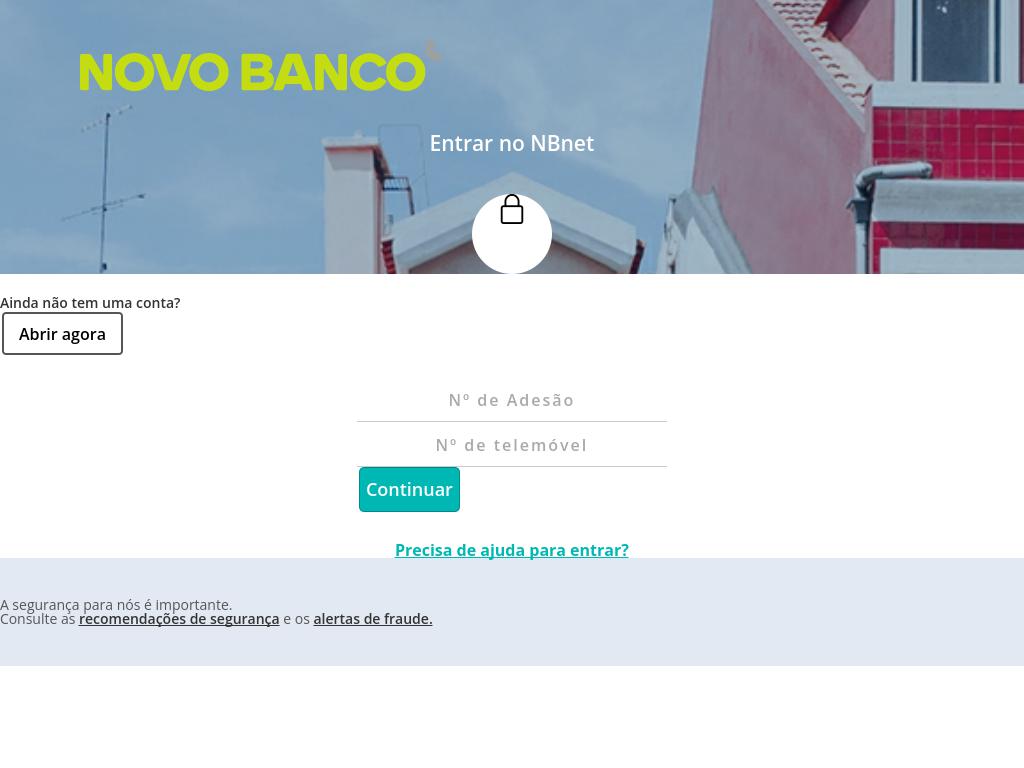 NOVO BANCO
Entrar no NBnet
Ainda não tem uma conta?
Abrir agora
Nº de Adesão
Nº de telemóvel
Continuar
Precisa de ajuda para entrar?
A segurança para nós é importante.
Consulte as recomendações de segurança e os alertas de fraude.